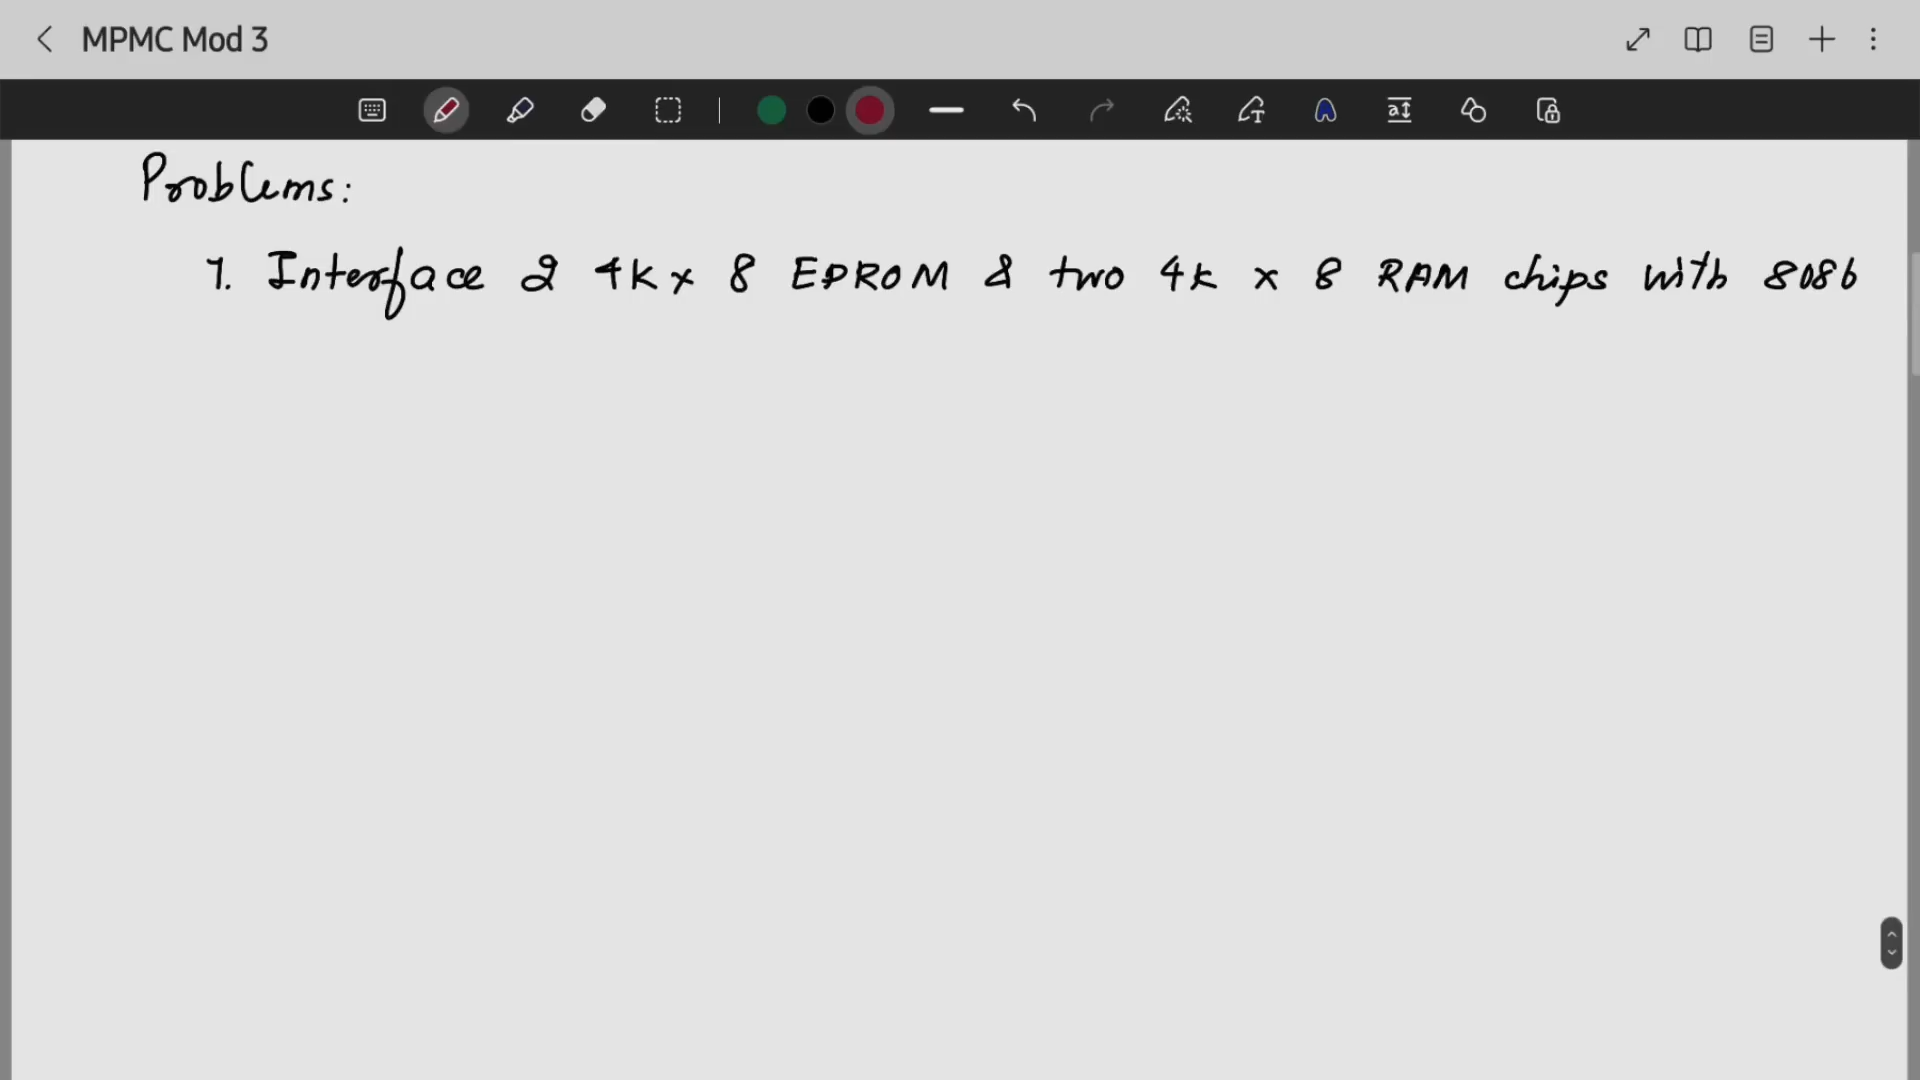 MPMC Mod 3
Problems:
1. Interface 2 4k x 8 EPROM & two 4k x 8 RAM chips with 8086